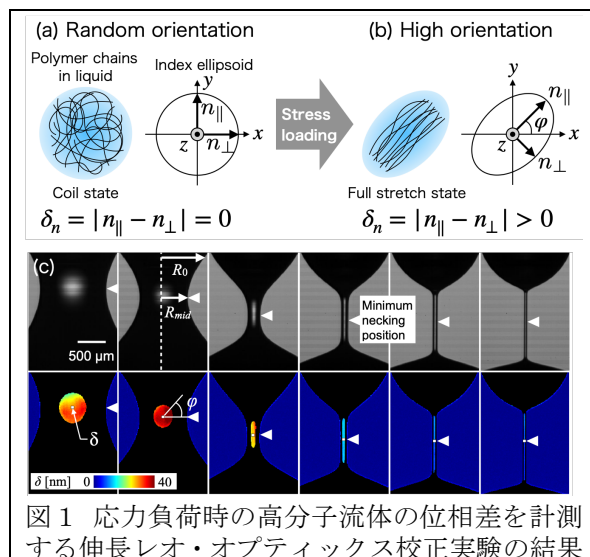 (a) Random orientation
(b) High orientation
Polymer chains
in liquid
Index ellipsoid
y
n∥
x
n⊥
z
Coil state
Stress
loading
y
n∥
φ
x
z
n⊥
Full stretch state
δn = |n∥ − n⊥| = 0
δn = |n∥ − n⊥| > 0
(c)
R0
Rmid
500 μm
Minimum
necking
position
φ
δ
δ [nm] 0 40
図1 応力負荷時の高分子流体の位相差を計測
する伸長レオ・オプティックス校正実験の結果